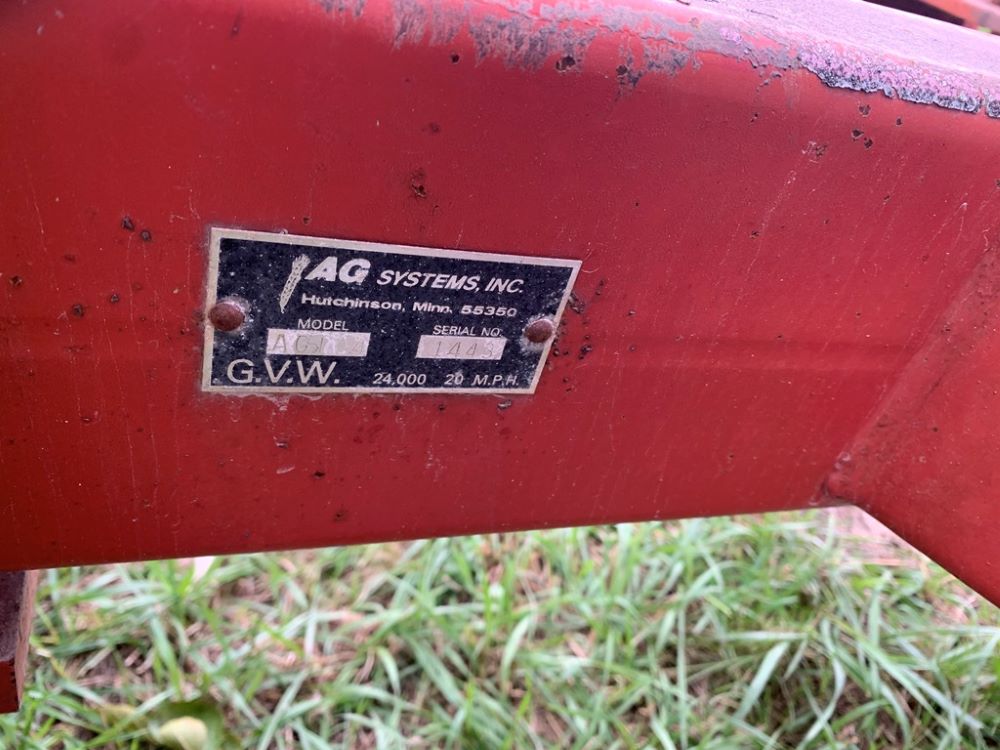 AG SYSTEMS, INC.
Hutchinson, Minn. 55350
MODEL SERIAL NO.
1443
G.V.W. 24,000 20 M.P.H.